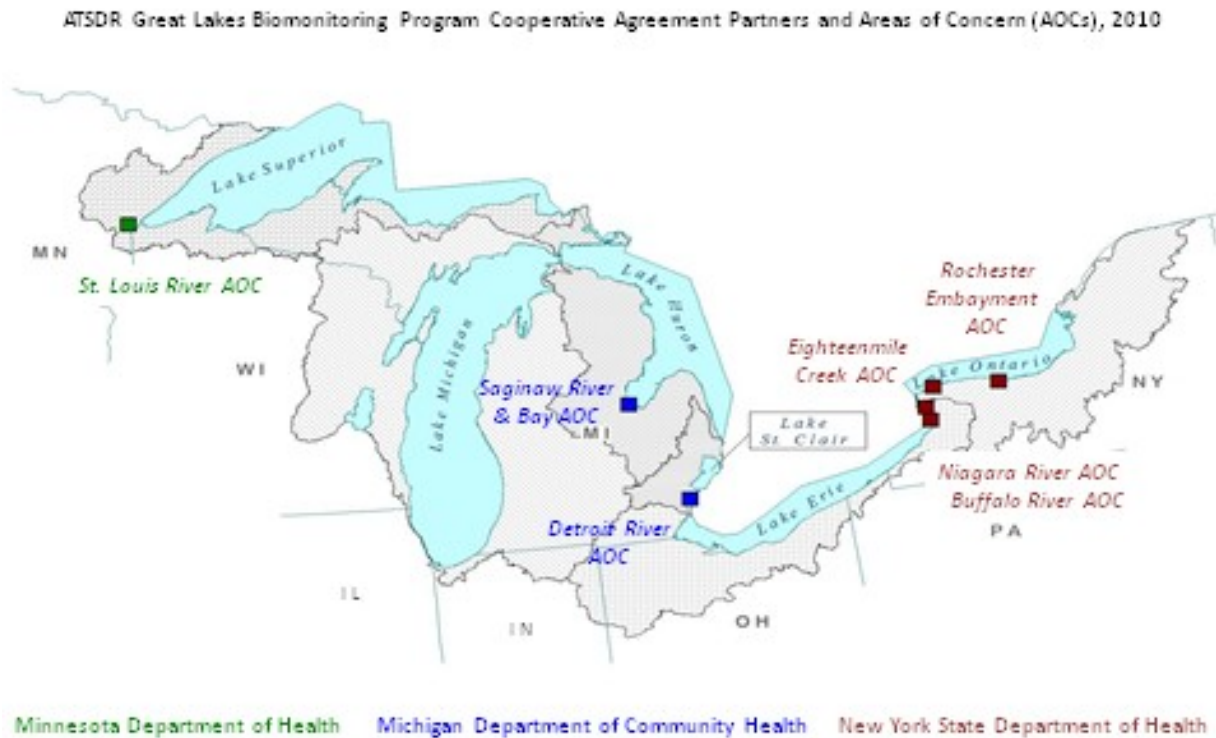 ATSDR Great Lakes Biomonitoring Program Cooperative Agreement Partners and Areas of Concern (AOCs), 2010
Lake Superior
MN
St. Louis River AOC
WI
Lake Michigan
Lake Huron
Saginaw River
& Bay AOC
MI
Lake
St. Clair
Detroit River
AOC
Rochester
Embayment
AOC
Eighteenmile
Creek AOC
Lake Ontario
NY
Niagara River AOC
Buffalo River AOC
Lake Erie
PA
IL
IN
OH
Minnesota Department of Health Michigan Department of Community Health New York State Department of Health